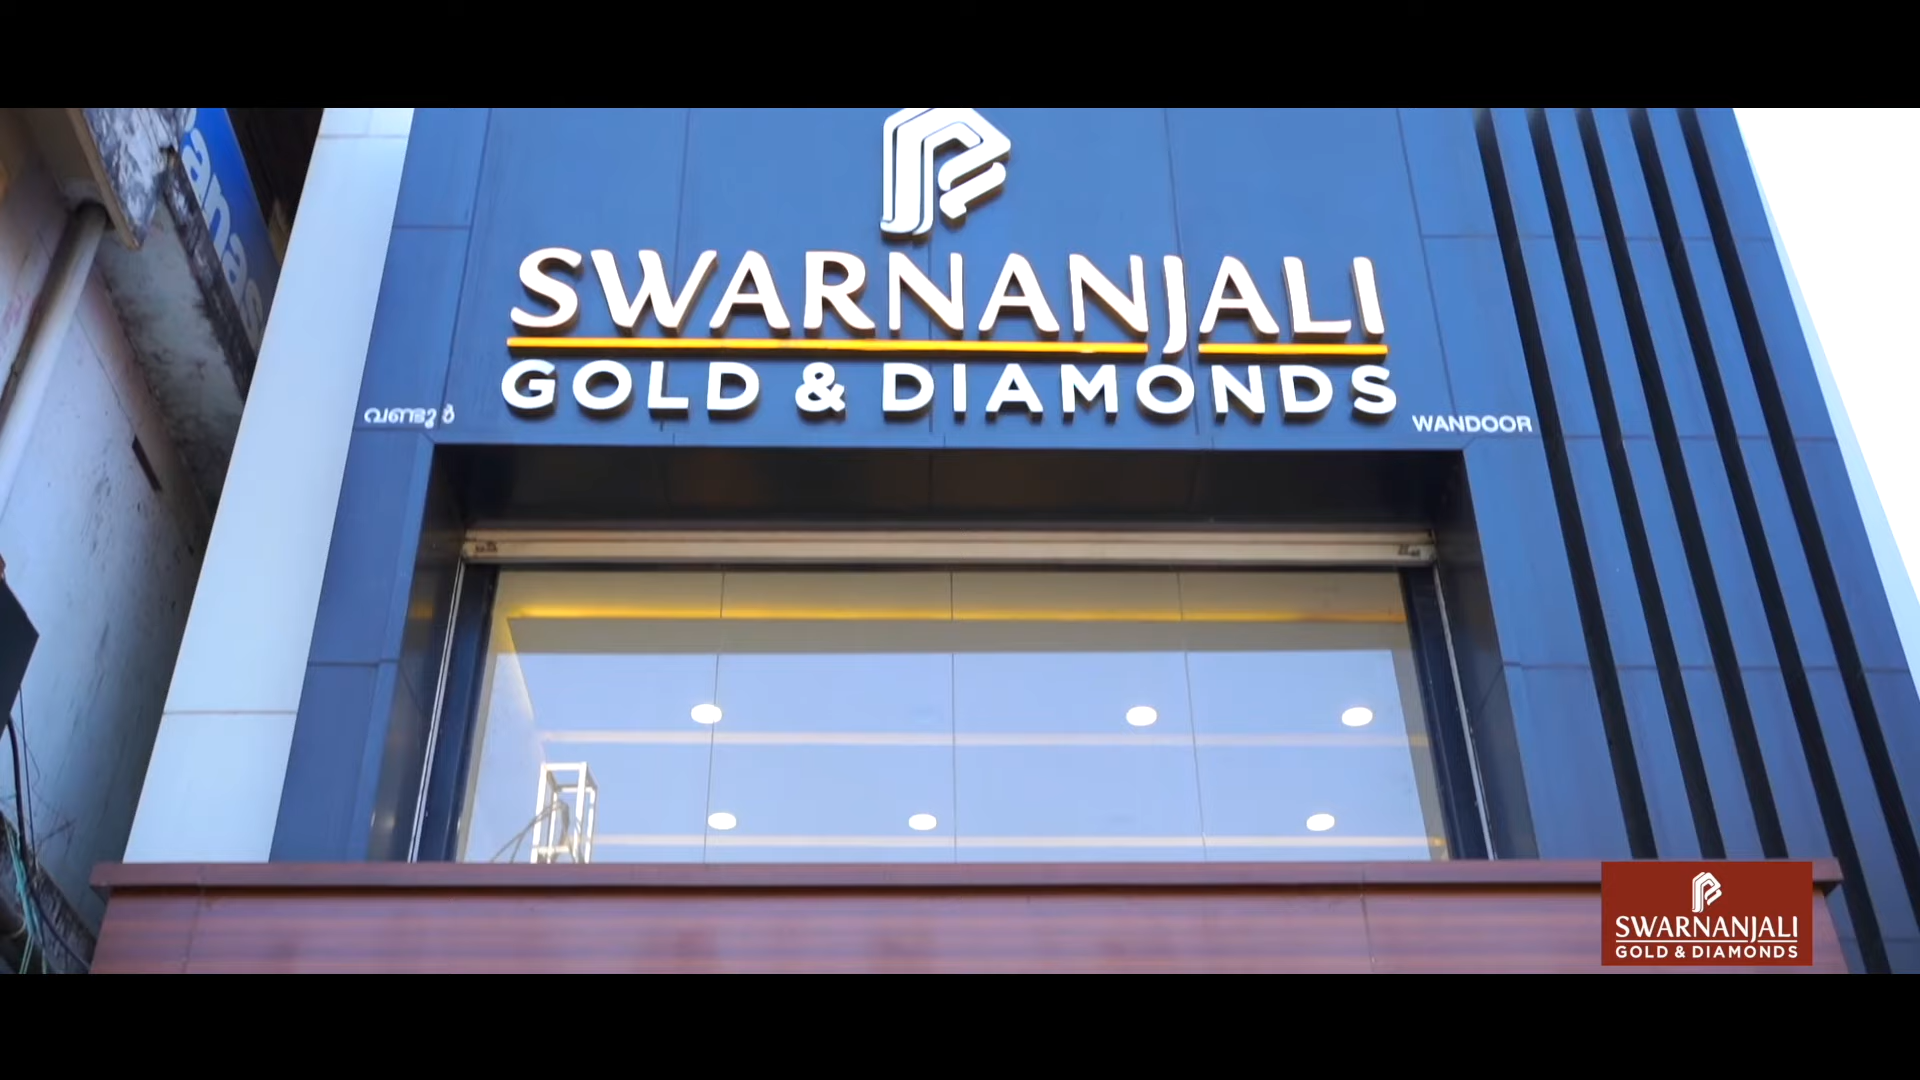 SWARNANJALI
GOLD & DIAMONDS
വണ്ടൂർ
WANDOOR
SWARNANJALI
GOLD & DIAMONDS